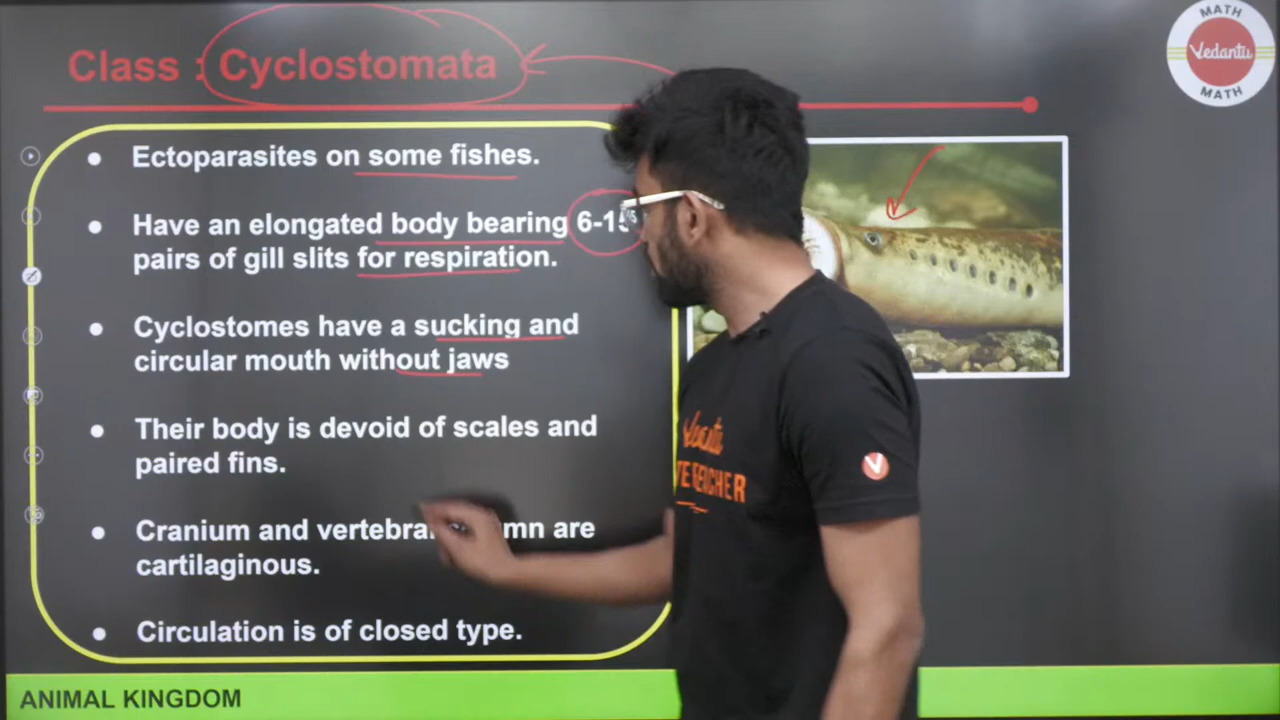 Class : Cyclostomata
MATH
Vedantu
MATH
Ectoparasites on some fishes.
Have an elongated body bearing 6-15
pairs of gill slits for respiration.
Cyclostomes have a sucking and
circular mouth without jaws
Their body is devoid of scales and
paired fins.
Cranium and are
cartilaginous.
Circulation is of closed type.
Vedantu
ANIMAL KINGDOM